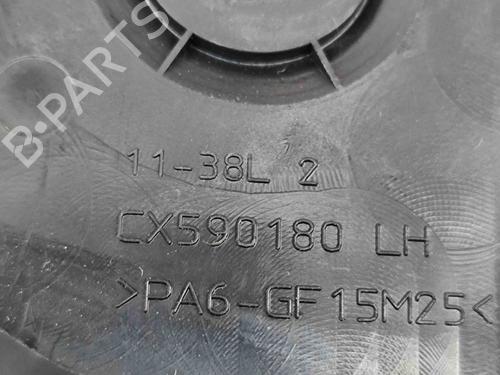 B-PARTS
11-38L 2
CX590180 LH
>PA6-GF15M25<